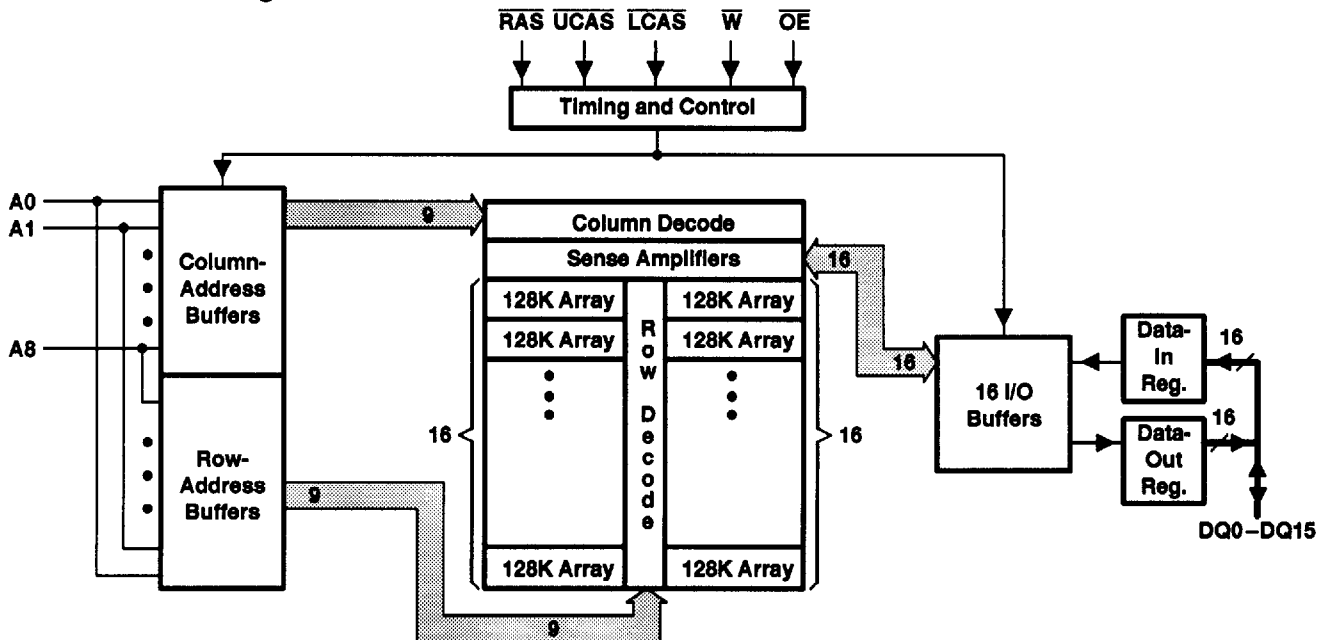 RAS UCAS LCAS W OE
Timing and Control
A0
A1
A8
Column-
Address
Buffers
Row-
Address
Buffers
9
Column Decode
Sense Amplifiers
128K Array
128K Array
128K Array
128K Array
128K Array
128K Array
Row Decode
16
16
9
9
16
16
16 I/O
Buffers
Data-
In
Reg.
16
Data-
Out
Reg.
16
DQ0–DQ15